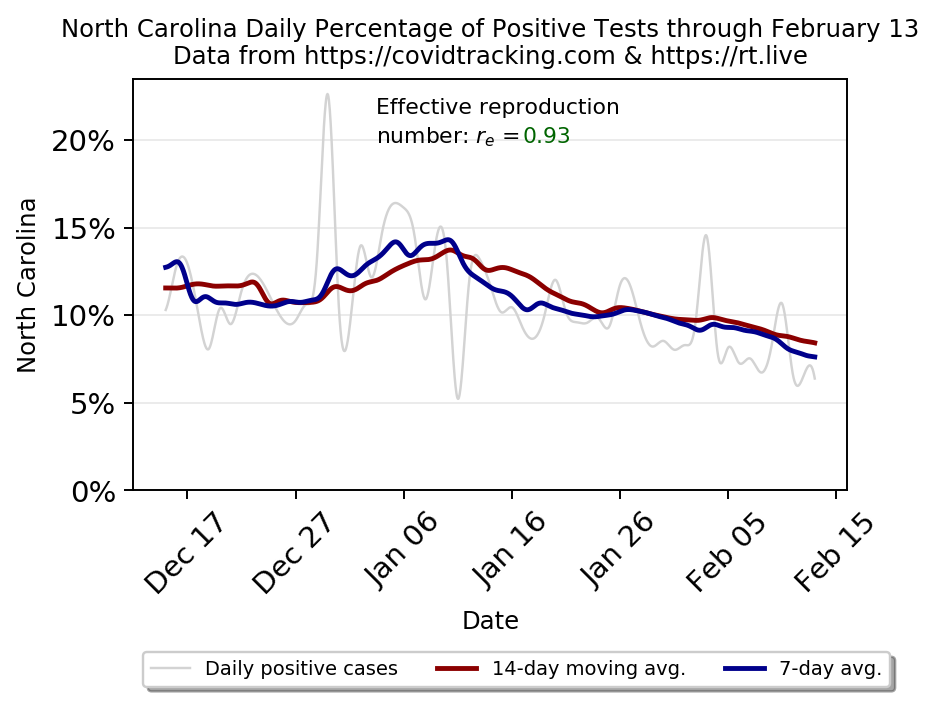 North Carolina Daily Percentage of Positive Tests through February 13
Data from https://covidtracking.com & https://rt.live
Effective reproduction
number: rₑ =0.93
20%
15%
10%
5%
0%
North Carolina
Dec 17
Dec 27
Jan 06
Jan 16
Jan 26
Feb 05
Feb 15
Date
Daily positive cases
14-day moving avg.
7-day avg.